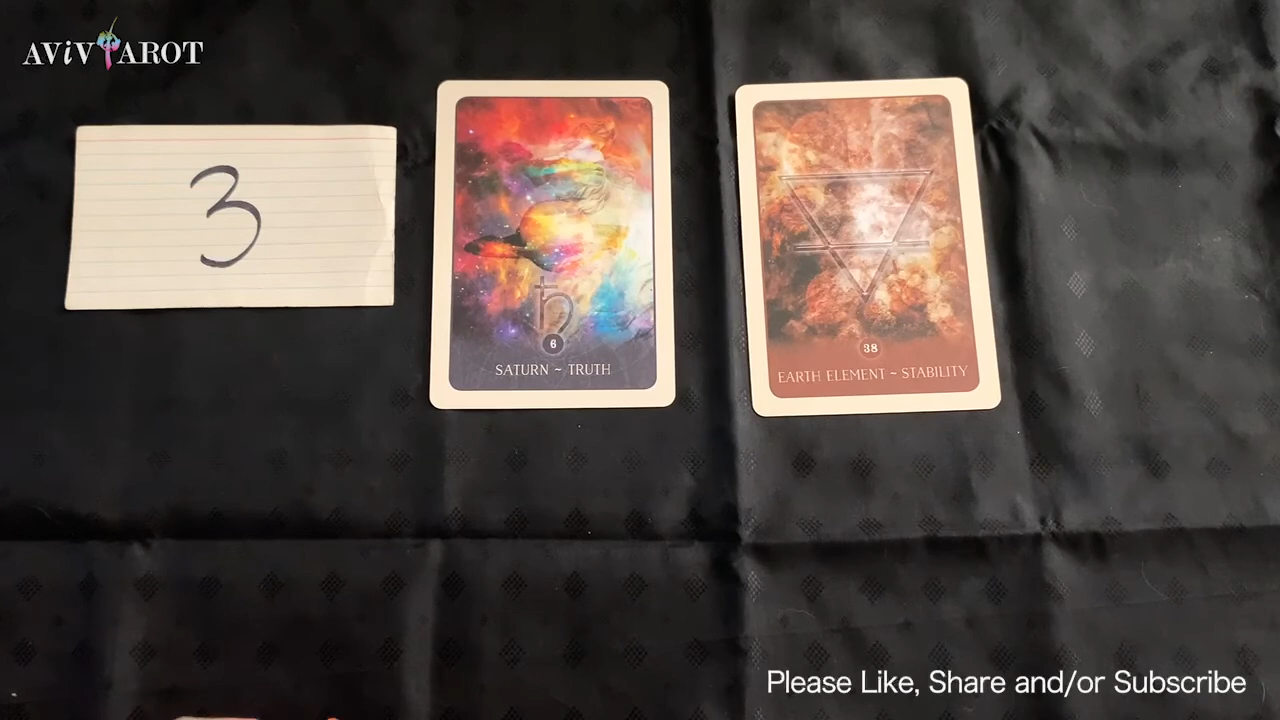 AViVTAROT
3
6
SATURN ~ TRUTH
38
EARTH ELEMENT ~ STABILITY
Please Like, Share and/or Subscribe